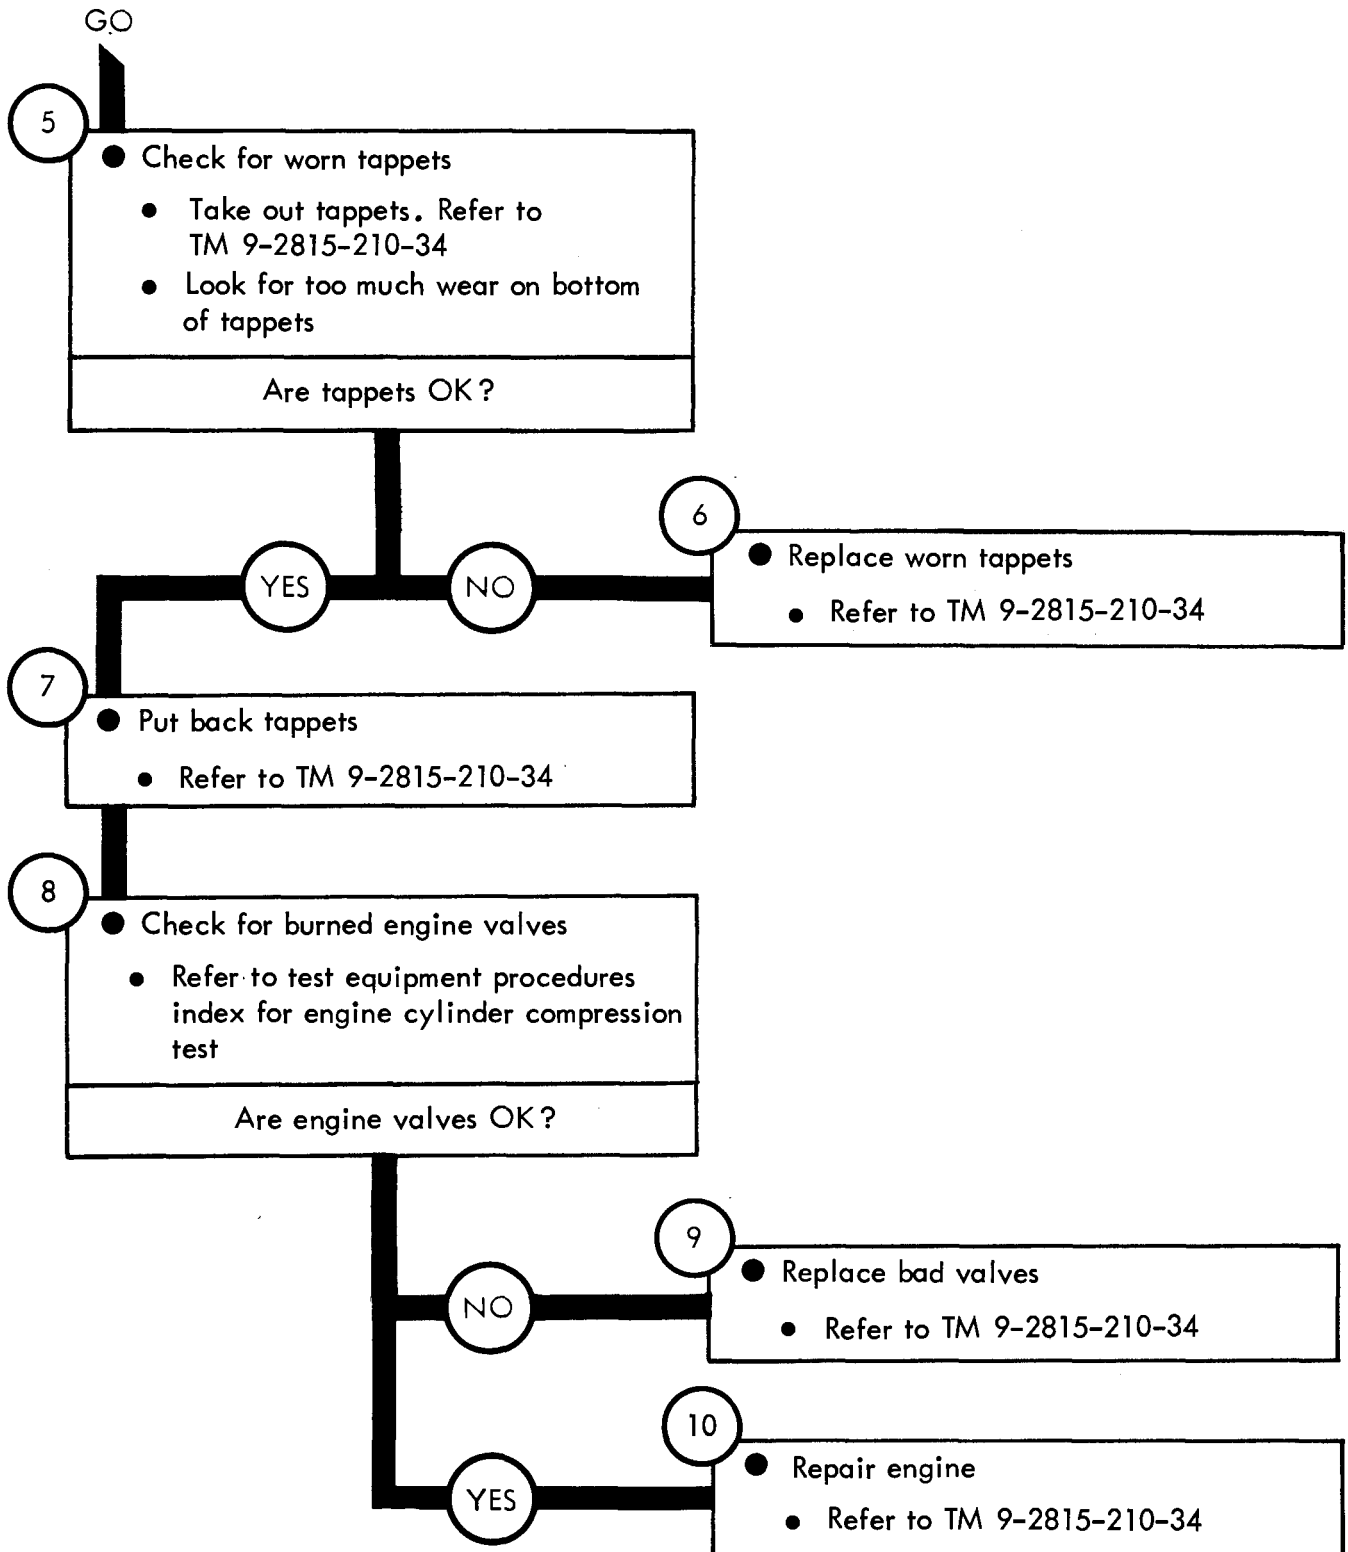 GO
5
● Check for worn tappets
● Take out tappets. Refer to
TM 9-2815-210-34
● Look for too much wear on bottom
of tappets
Are tappets OK?
YES
NO
6
● Replace worn tappets
● Refer to TM 9-2815-210-34
7
● Put back tappets
● Refer to TM 9-2815-210-34
8
● Check for burned engine valves
● Refer to test equipment procedures
index for engine cylinder compression
test
Are engine valves OK?
NO
9
● Replace bad valves
● Refer to TM 9-2815-210-34
YES
10
● Repair engine
● Refer to TM 9-2815-210-34